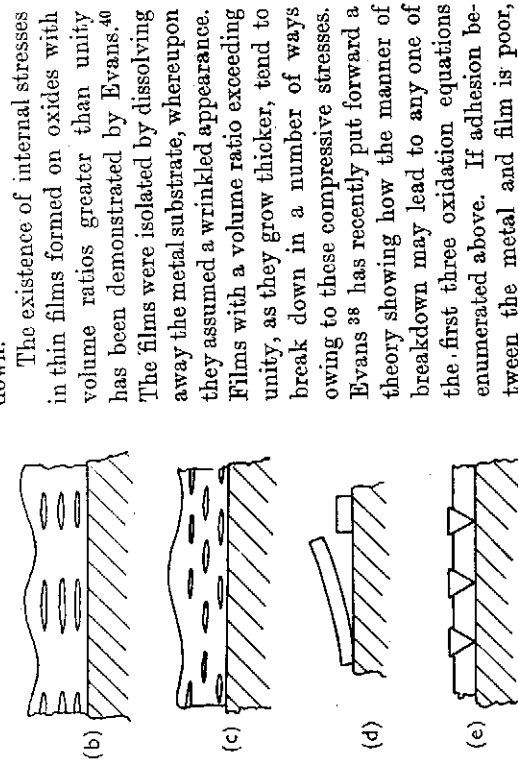 down.
The existence of internal stresses
in thin films formed on oxides with
volume ratios greater than unity
has been demonstrated by Evans.⁴⁰
The films were isolated by dissolving
away the metal substrate, whereupon
they assumed a wrinkled appearance.
Films with a volume ratio exceeding
unity, as they grow thicker, tend to
break down in a number of ways
owing to these compressive stresses.
Evans ³⁸ has recently put forward a
theory showing how the manner of
breakdown may lead to any one of
the first three oxidation equations
enumerated above. If adhesion be-
tween the metal and film is poor,
(b)
(c)
(d)
(e)